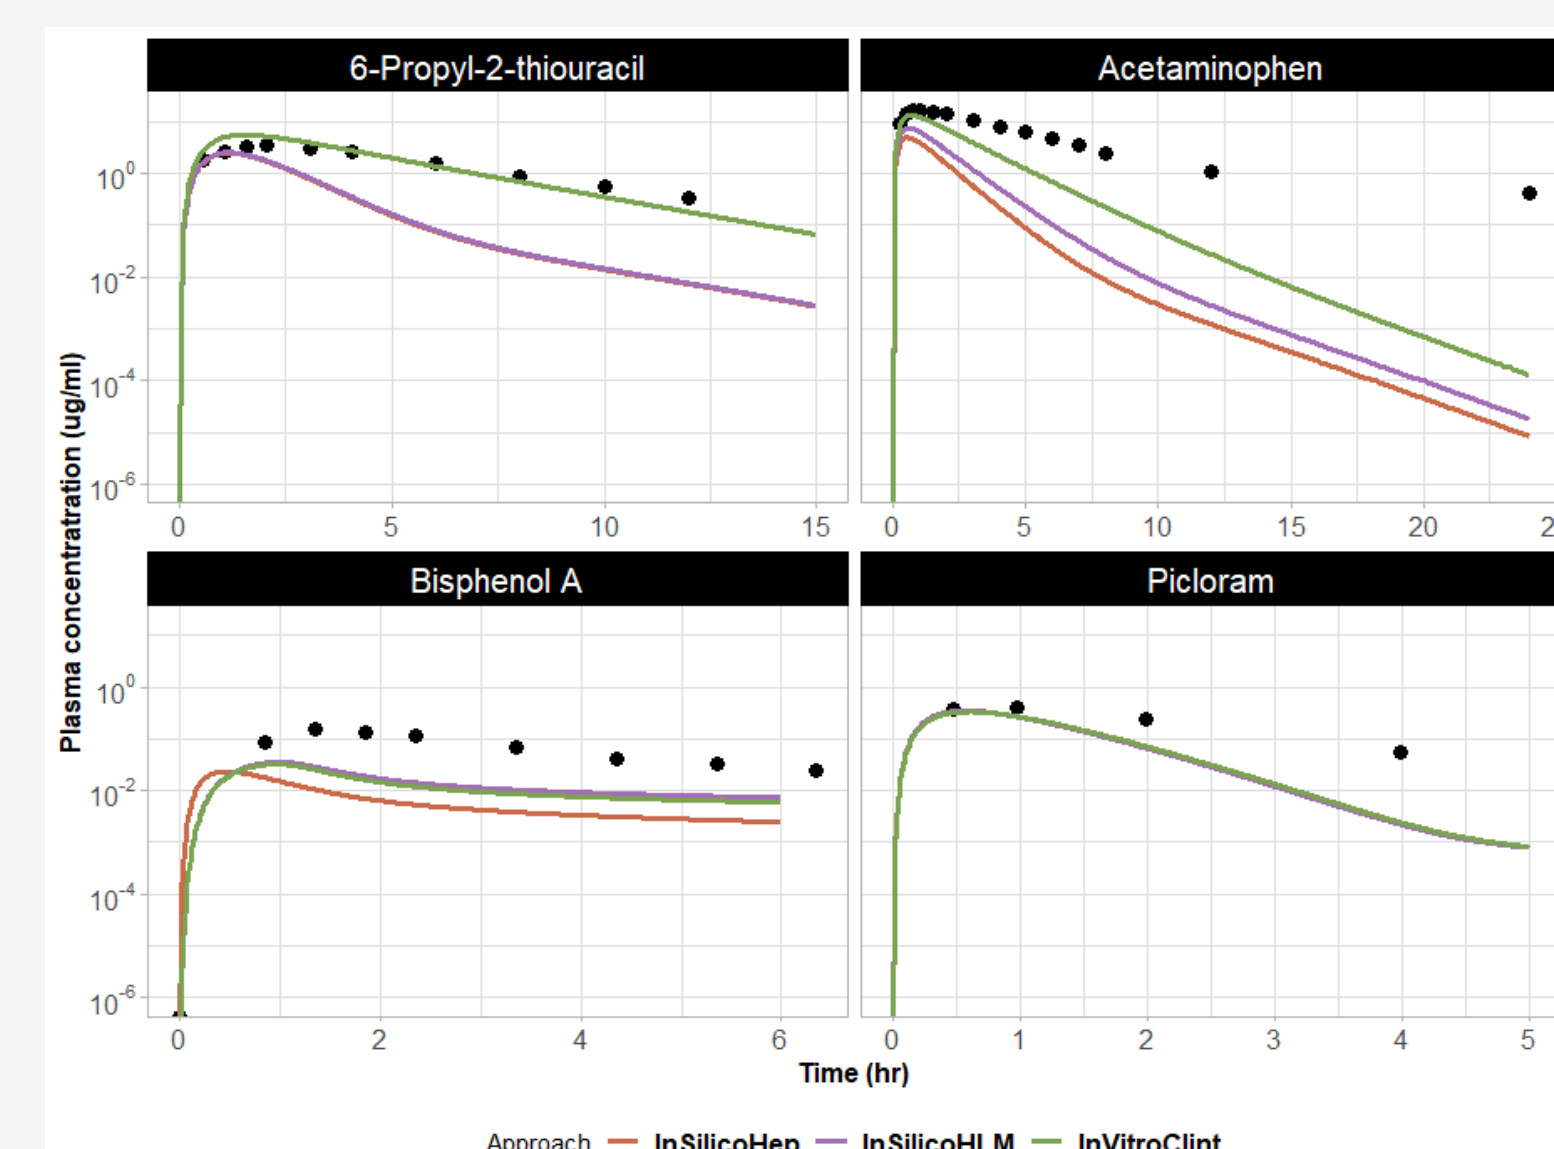 6-Propyl-2-thiouracil
Acetaminophen
10^0
10^-2
10^-4
10^-6
0 5 10 15
0 5 10 15 20 2
Plasma concentratration (ug/ml)
Bisphenol A
Picloram
10^0
10^-2
10^-4
10^-6
0 2 4 6
0 1 2 3 4 5
Time (hr)
Approach InSilicoHep InSilicoHLM InVitroClint